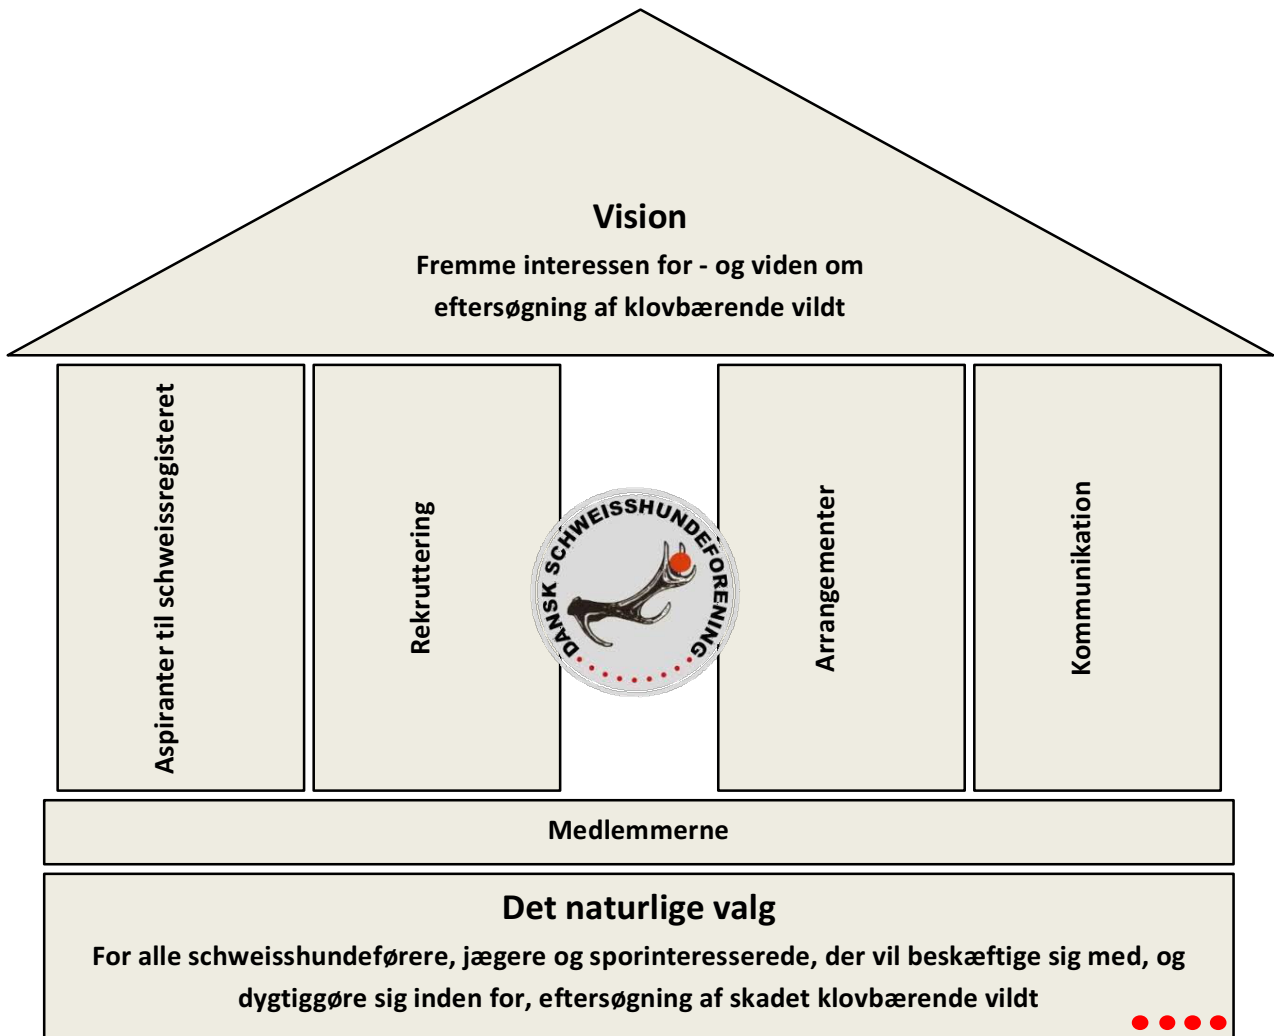 Vision
Fremme interessen for - og viden om
eftersøgning af klovbærende vildt
Aspiranter til schweissregisteret
Rekruttering
DANSK SCHWEISSHUNDEFORENING
Arrangementer
Kommunikation
Medlemmerne
Det naturlige valg
For alle schweisshundeførere, jægere og sporinteresserede, der vil beskæftige sig med, og
dygtiggøre sig inden for, eftersøgning af skadet klovbærende vildt